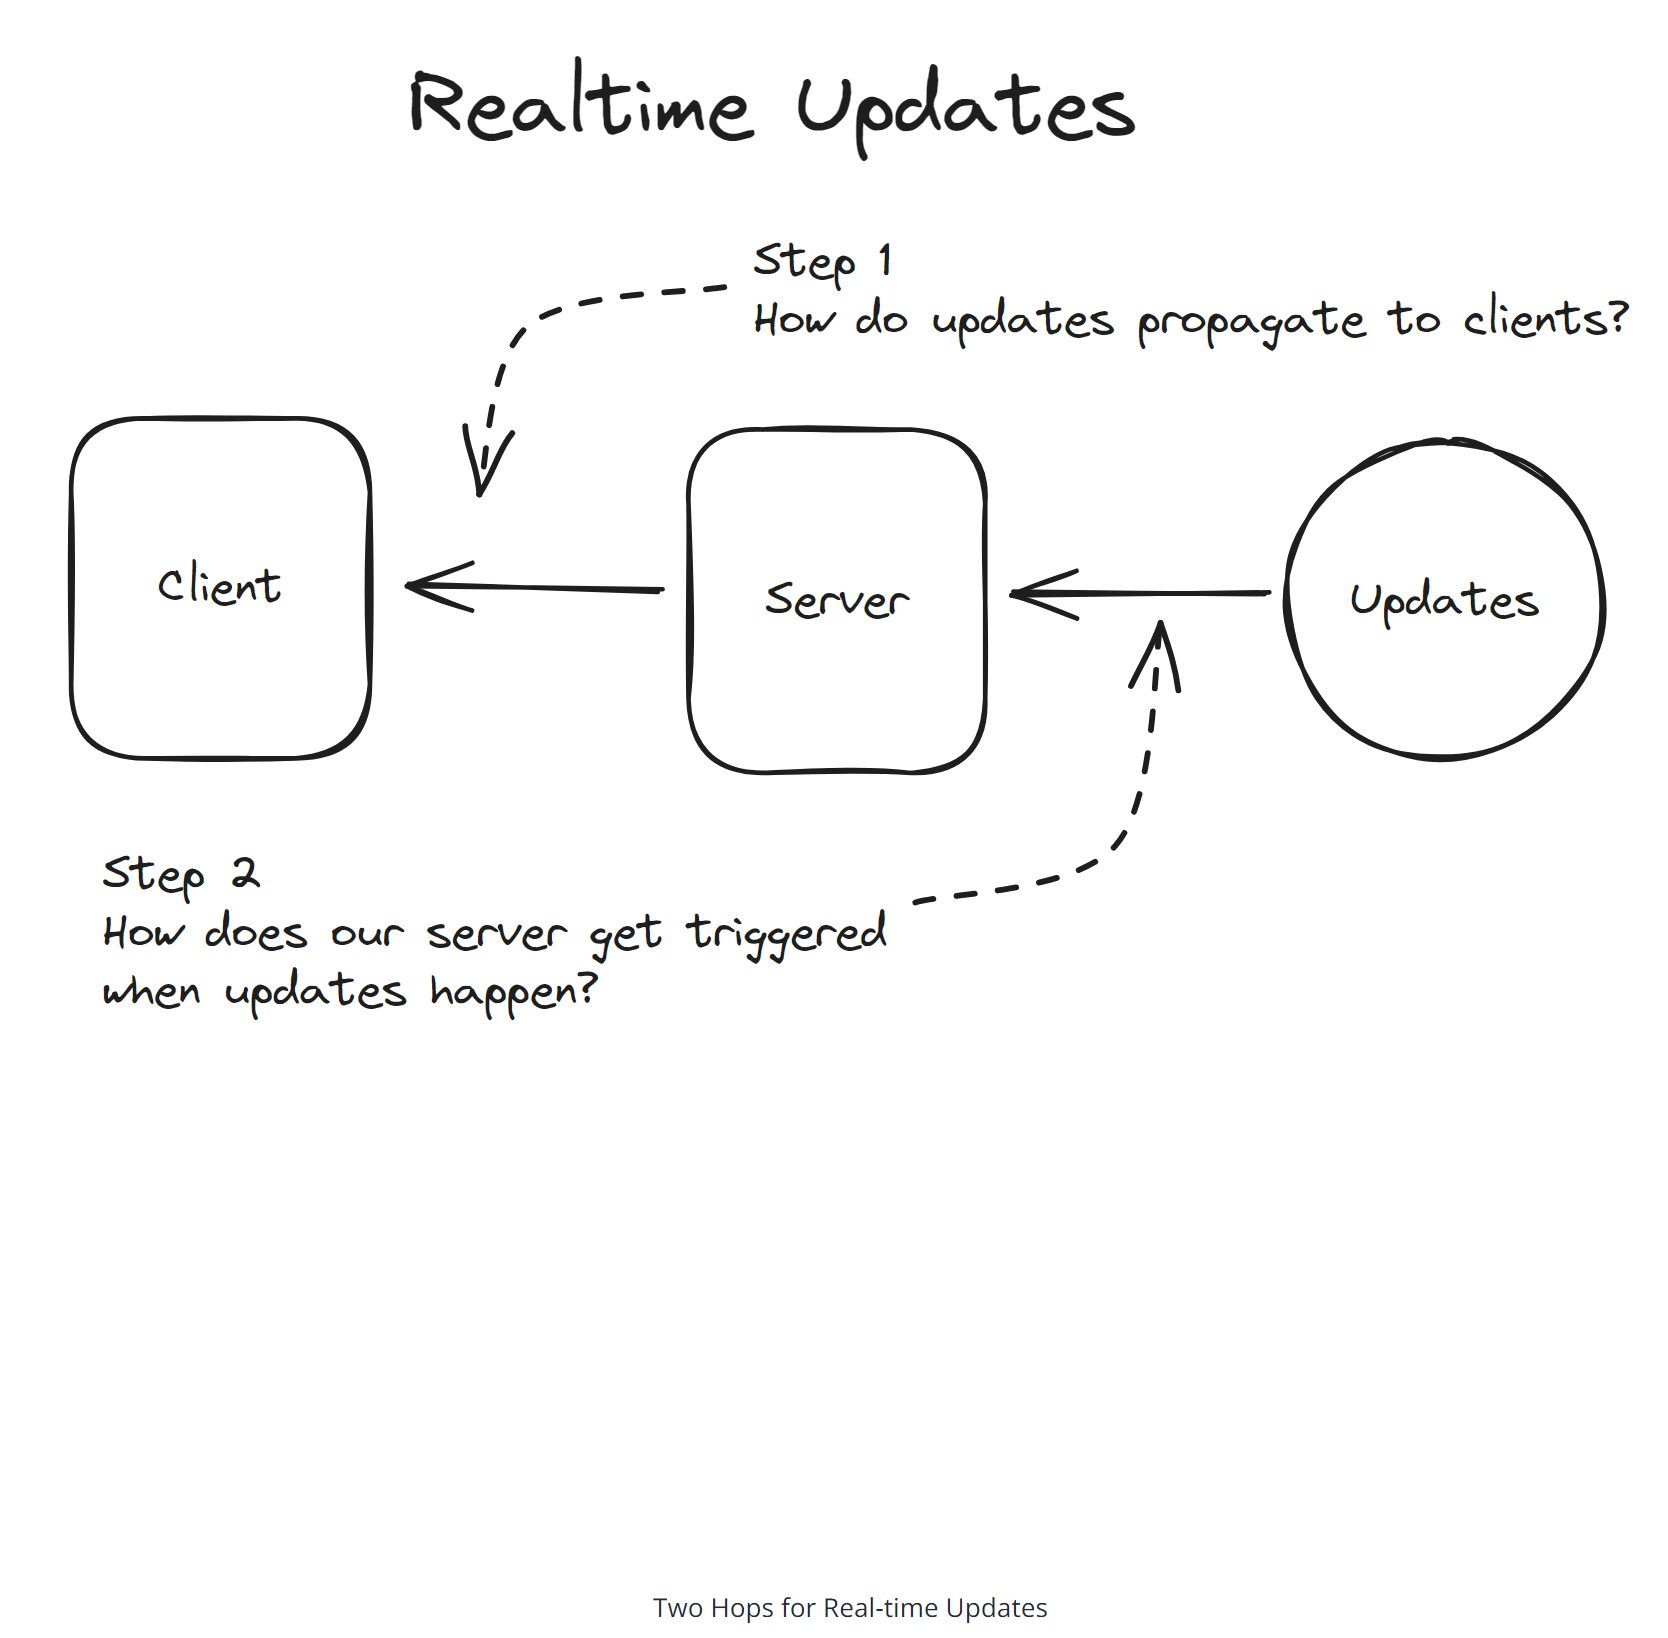 Realtime Updates
Step 1
How do updates propagate to clients?
Client
Server
Updates
Step 2
How does our server get triggered
when updates happen?
Two Hops for Real-time Updates